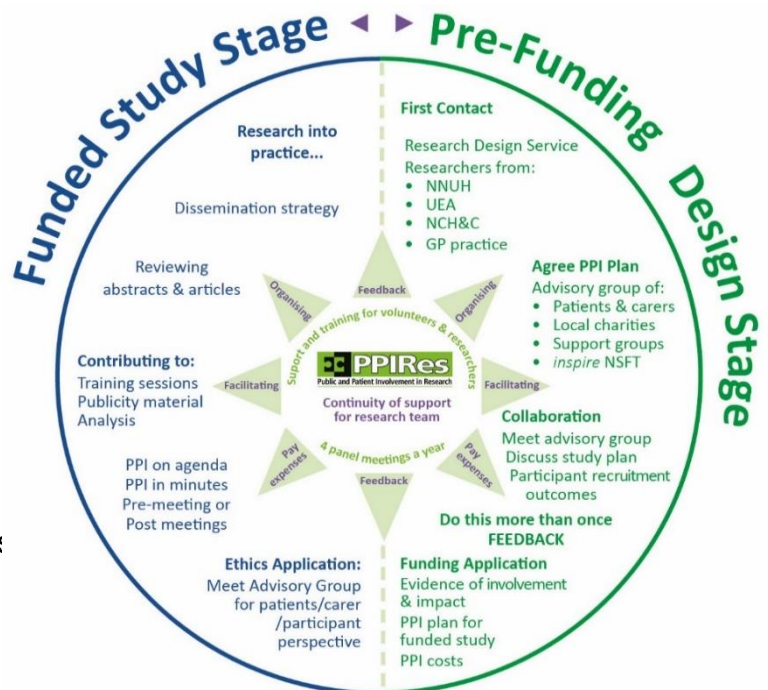 Funded Study Stage
Pre-Funding Design Stage
First Contact
Research Design Service
Researchers from:
• NNUH
• UEA
• NCH&C
• GP practice
Agree PPI Plan
Advisory group of:
• Patients & carers
• Local charities
• Support groups
• inspire NSFT
Collaboration
Meet advisory group
Discuss study plan
Participant recruitment
outcomes
Do this more than once
FEEDBACK
Funding Application
Evidence of involvement
& impact
PPI plan for
funded study
PPI costs
Ethics Application:
Meet Advisory Group
for patients/carer
/participant
perspective
PPI on agenda
PPI in minutes
Pre-meeting or
Post meetings
Contributing to:
Training sessions
Publicity material
Analysis
Reviewing
abstracts & articles
Dissemination strategy
Research into
practice...
Feedback
Organising
Facilitating
Pay
expenses
Feedback
Pay
expenses
Facilitating
Organising
Support and training for volunteers & researchers
PPIRes
Public and Patient Involvement in Research
Continuity of support
for research team
4 panel meetings a year